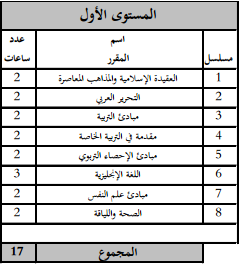 المستوى الأول
مسلسل اسم المقرر عدد ساعات
1 العقيدة الإسلامية والمذاهب المعاصرة 2
2 التحرير العربي 2
3 مبادئ التربية 2
4 مقدمة في التربية الخاصة 2
5 مبادئ الإحصاء التربوي 2
6 اللغة الإنجليزية 3
7 مبادئ علم النفس 2
8 الصحة واللياقة 2
المجموع 17